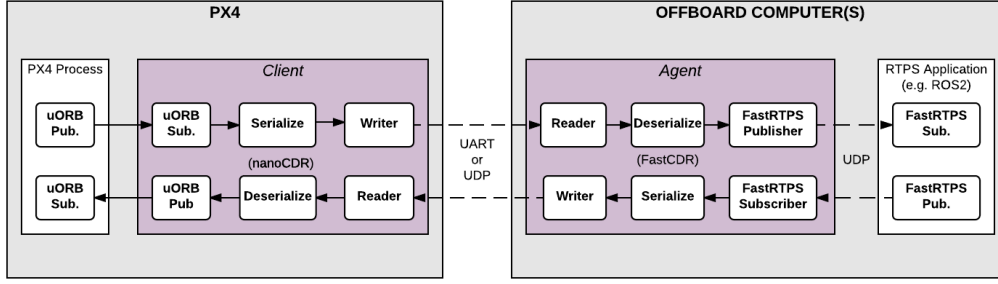 PX4
OFFBOARD COMPUTER(S)
PX4 Process
Client
Agent
RTPS Application
(e.g. ROS2)
uORB
Pub.
uORB
Sub.
Serialize
Writer
Reader
Deserialize
FastRTPS
Publisher
FastRTPS
Sub.
UART
or
UDP
(nanoCDR)
(FastCDR)
UDP
uORB
Sub.
uORB
Pub
Deserialize
Reader
Writer
Serialize
FastRTPS
Subscriber
FastRTPS
Pub.